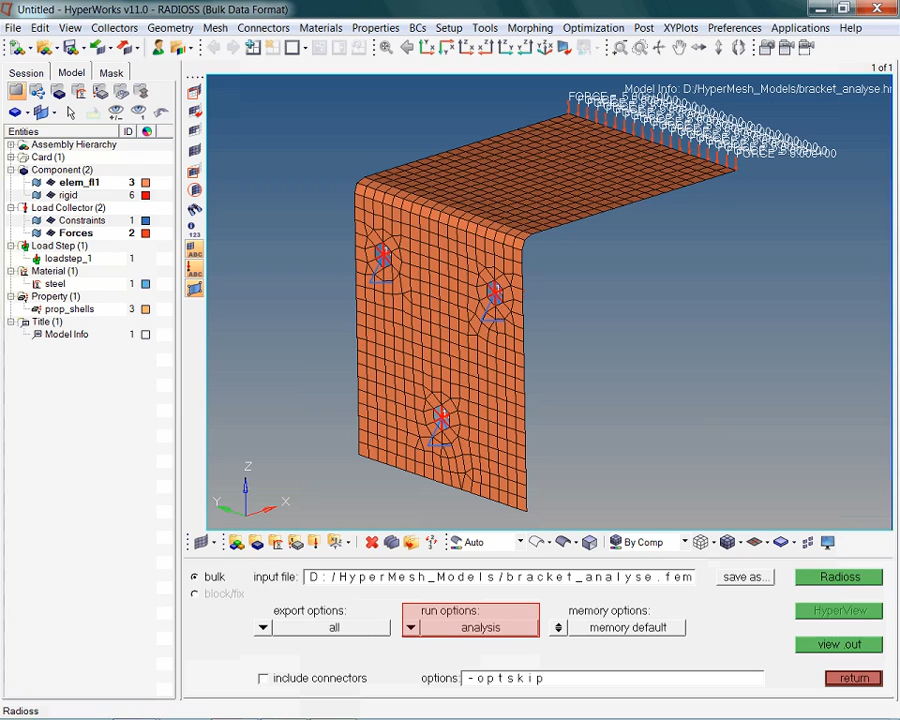 Untitled - HyperWorks v11.0 - RADIOSS (Bulk Data Format)
File Edit View Collectors Geometry Mesh Connectors Materials Properties BCs Setup Tools Morphing Optimization Post XYPlots Preferences Applications Help
1 of 1
Session Model Mask
Model Info: D:/HyperMesh_Models/bracket_analyse.hm
Entities ID
Assembly Hierarchy
Card (1)
Component (2)
elem_fl1 3
rigid 6
Load Collector (2)
Constraints 1
Forces 2
Load Step (1)
loadstep_1 1
Material (1)
steel 1
Property (1)
prop_shells 3
Title (1)
Model Info 1
123
ABC
ABC
Z
Y X
Auto By Comp
bulk input file: D:/HyperMesh_Models/bracket_analyse.fem save as... Radioss
block/fix
export options: run options: memory options: HyperView
all analysis memory default
view .out
include connectors options: -optskip return
Radioss